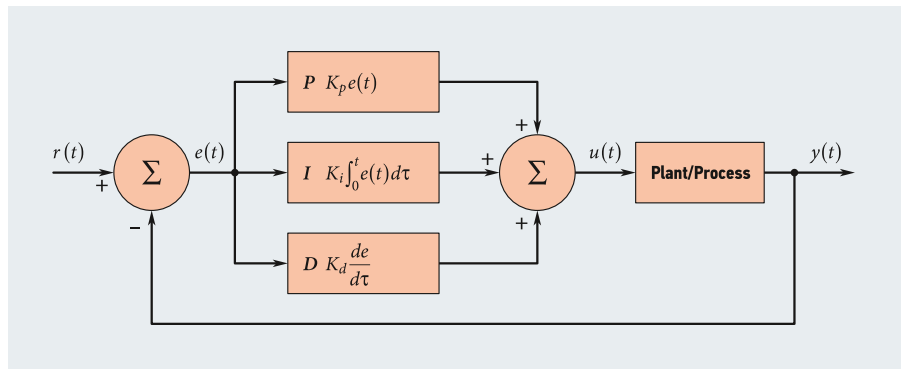 P K_p e(t)
r(t)
+
Σ
e(t)
I K_i ∫_0^t e(t)dτ
+
+
+
Σ
u(t)
Plant/Process
y(t)
−
D K_d de/dτ